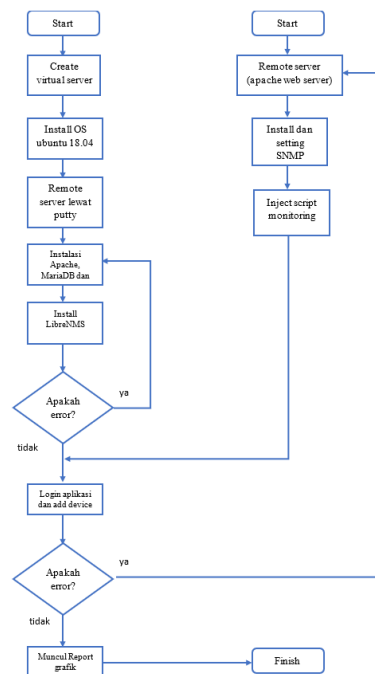 Start
Create
virtual server
Install OS
ubuntu 18.04
Remote
server lewat
putty
Instalasi
Apache,
MariaDB dan
Install
LibreNMS
Apakah
error?
ya
tidak
Start
Remote server
(apache web server)
Install dan
setting
SNMP
Inject script
monitoring
Login aplikasi
dan add device
Apakah
error?
ya
tidak
Muncul Report
grafik
Finish